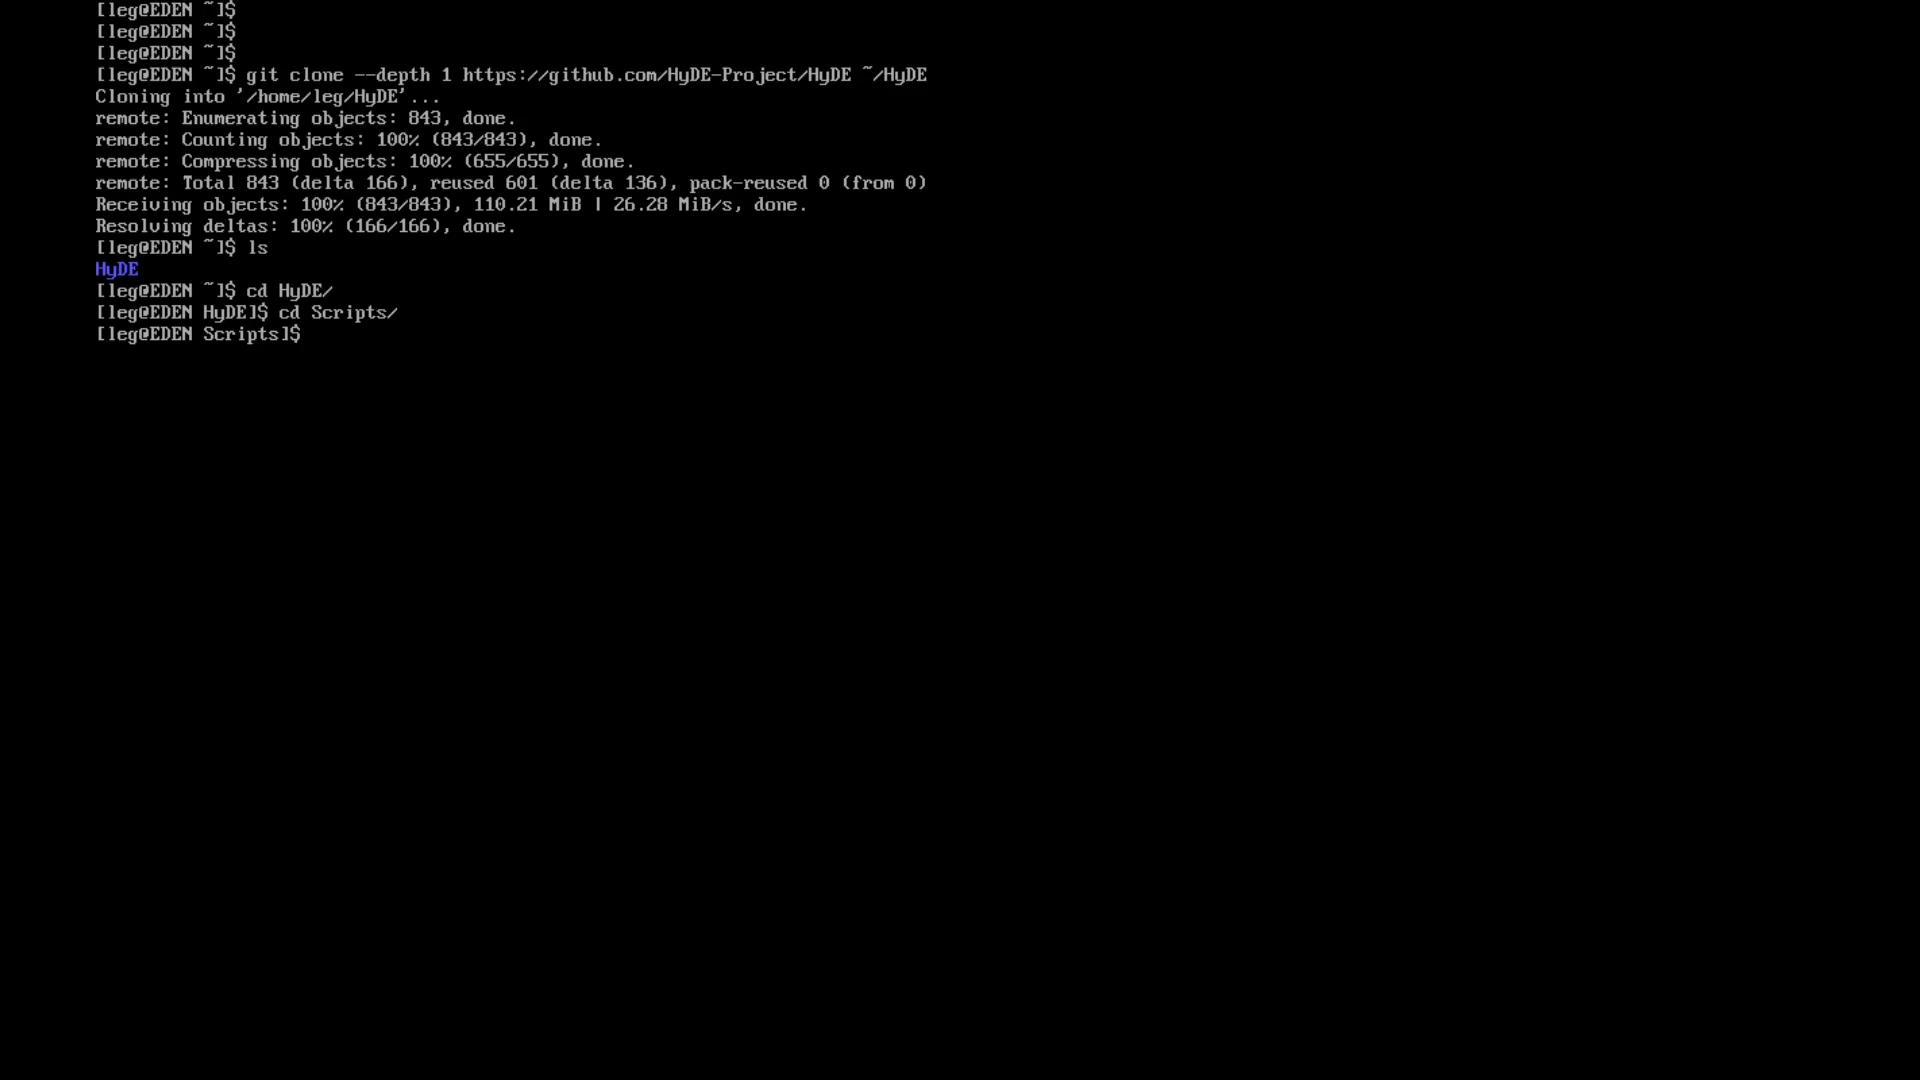 [leg@EDEN ~]$
[leg@EDEN ~]$
[leg@EDEN ~]$
[leg@EDEN ~]$ git clone --depth 1 https://github.com/HyDE-Project/HyDE ~/HyDE
Cloning into '/home/leg/HyDE'...
remote: Enumerating objects: 843, done.
remote: Counting objects: 100% (843/843), done.
remote: Compressing objects: 100% (655/655), done.
remote: Total 843 (delta 166), reused 601 (delta 136), pack-reused 0 (from 0)
Receiving objects: 100% (843/843), 110.21 MiB | 26.28 MiB/s, done.
Resolving deltas: 100% (166/166), done.
[leg@EDEN ~]$ ls
HyDE
[leg@EDEN ~]$ cd HyDE/
[leg@EDEN HyDE]$ cd Scripts/
[leg@EDEN Scripts]$